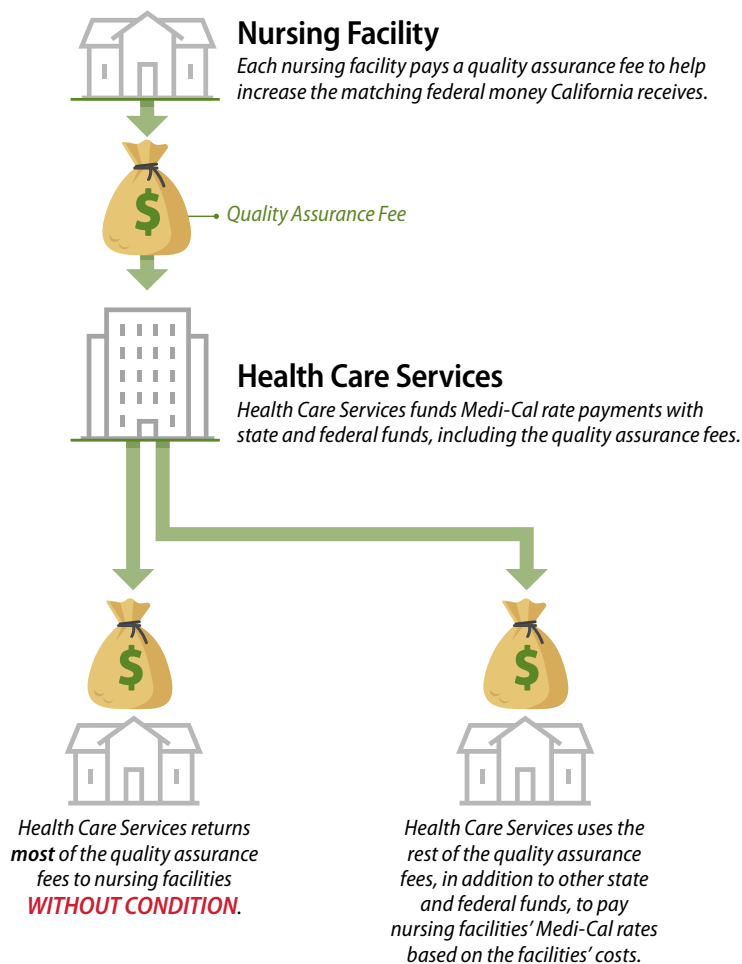 Nursing Facility
Each nursing facility pays a quality assurance fee to help
increase the matching federal money California receives.
$
Quality Assurance Fee
Health Care Services
Health Care Services funds Medi-Cal rate payments with
state and federal funds, including the quality assurance fees.
$
$
Health Care Services returns
most of the quality assurance
fees to nursing facilities
WITHOUT CONDITION.
Health Care Services uses the
rest of the quality assurance
fees, in addition to other state
and federal funds, to pay
nursing facilities’ Medi-Cal rates
based on the facilities’ costs.